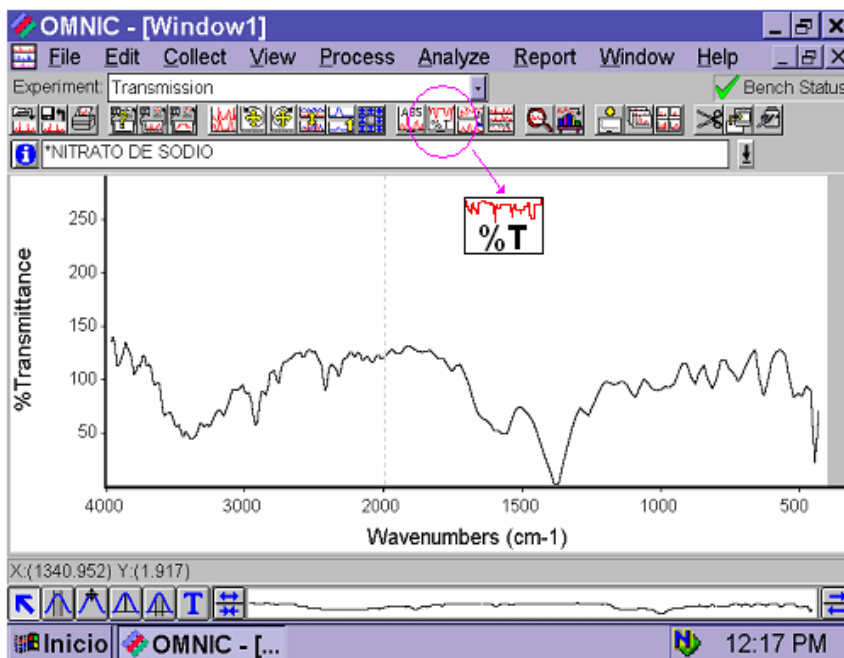 OMNIC - [Window1]
File Edit Collect View Process Analyze Report Window Help
Experiment: Transmission
Bench Status
ABS %T
*NITRATO DE SODIO
%T
%Transmittance
250
200
150
100
50
4000 3000 2000 1500 1000 500
Wavenumbers (cm-1)
X:(1340.952) Y:(1.917)
T
Inicio OMNIC - [... N 12:17 PM